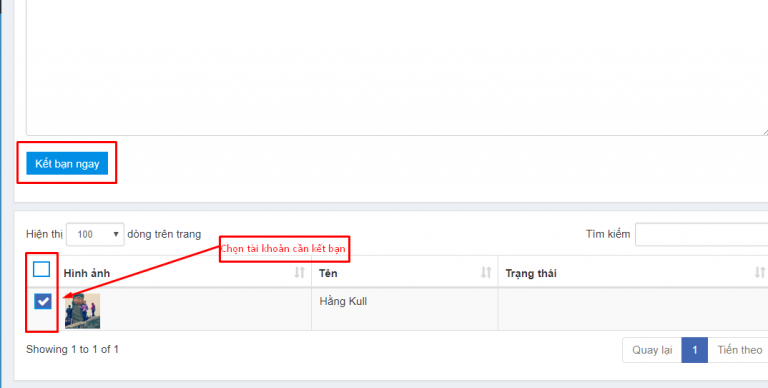 Kết bạn ngay
Hiện thị 100 dòng trên trang Tìm kiếm
Chọn tài khoản cần kết bạn
Hình ảnh Tên Trạng thái
Hằng Kull
Showing 1 to 1 of 1 Quay lại 1 Tiến theo